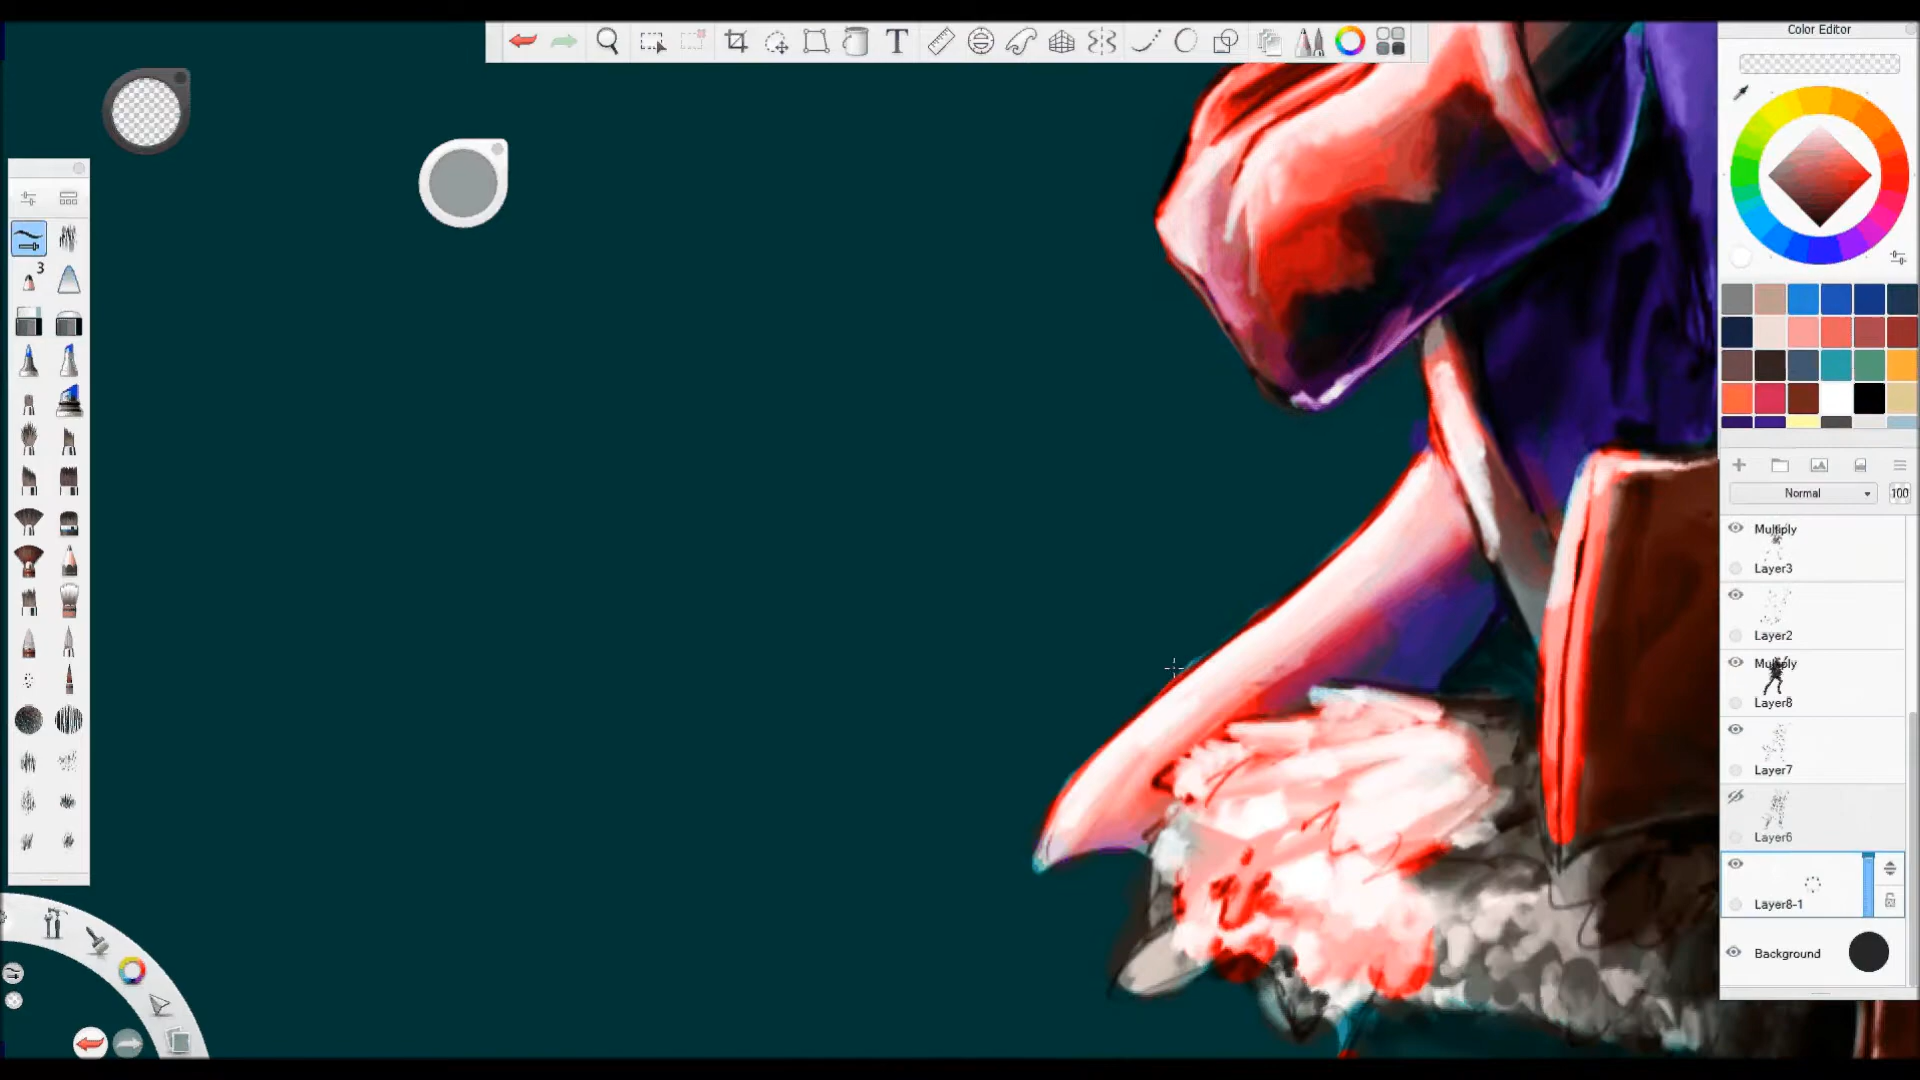 Color Editor
3
Normal
100
Multiply
Layer3
Layer2
Multiply
Layer8
Layer7
Layer6
Layer8-1
Background